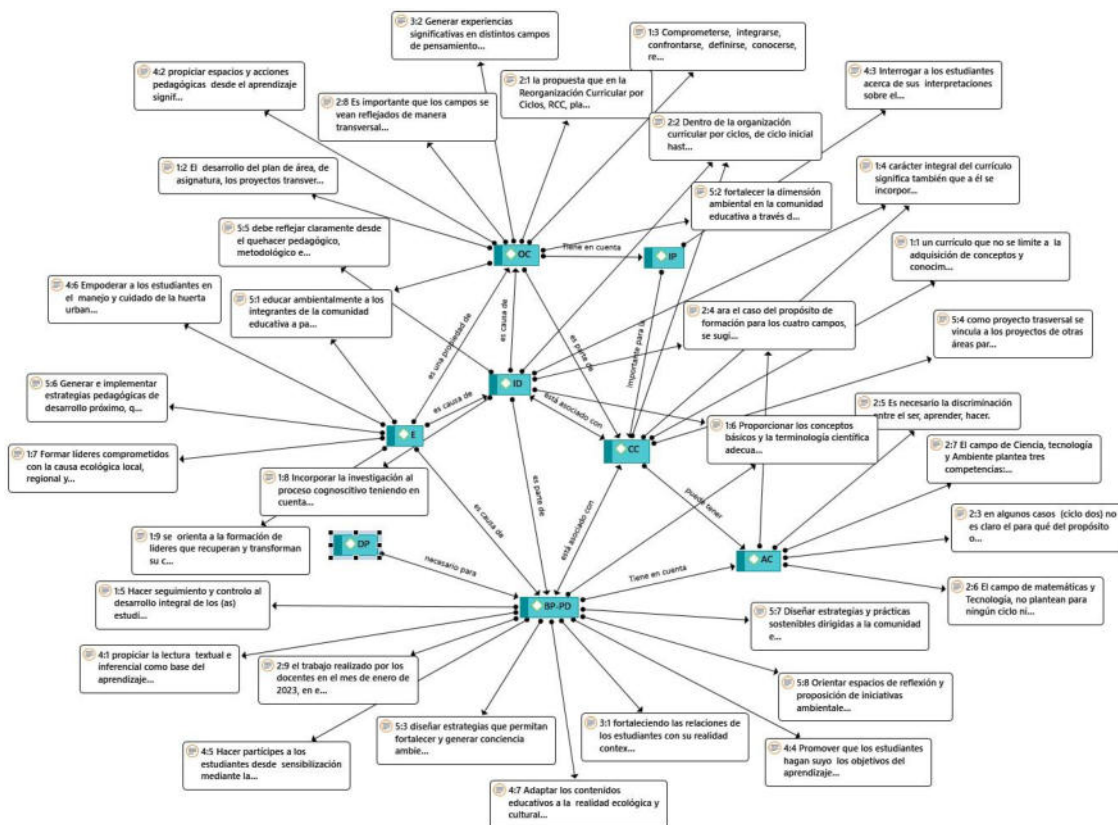 3:2 Generar experiencias
significativas en distintos campos
de pensamiento...
1:3 Comprometerse, integrarse,
confrontarse, definirse, conocerse,
re...
4:2 propiciar espacios y acciones
pedagógicas desde el aprendizaje
signif...
2:1 la propuesta que en la
Reorganización Curricular por
Ciclos, RCC, pla...
4:3 Interrogar a los estudiantes
acerca de sus interpretaciones
sobre el...
2:8 Es importante que los campos se
vean reflejados de manera
transversal...
2:2 Dentro de la organización
curricular por ciclos, de ciclo inicial
hast...
1:2 El desarrollo del plan de área, de
asignatura, los proyectos transver...
1:4 carácter integral del currículo
significa también que a él se
incorpor...
5:2 fortalecer la dimensión
ambiental en la comunidad
educativa a través d...
5:5 debe reflejar claramente desde
el quehacer pedagógico,
metodológico e...
1:1 un currículo que no se limite a la
adquisición de conceptos y
conocim...
OC
Tiene en cuenta
IP
4:6 Empoderar a los estudiantes
en el manejo y cuidado de la huerta
urban...
5:1 educar ambientalmente a los
integrantes de la comunidad
educativa a pa...
2:4 ara el caso del propósito de
formación para los cuatro campos,
se sugi...
5:4 como proyecto trasversal se
vincula a los proyectos de otras
áreas par...
es una propiedad de
es causa de
es parte de
importante para la
5:6 Generar e implementar
estrategias pedagógicas de
desarrollo próximo, q...
ID
es causa de
está asociado con
2:5 Es necesario la discriminación
entre el ser, aprender, hacer.
E
1:6 Proporcionar los conceptos
básicos y la terminología científica
adecua...
CC
1:7 Formar líderes comprometidos
con la causa ecológica local,
regional y...
2:7 El campo de Ciencia, tecnología
y Ambiente plantea tres
competencias:...
1:8 Incorporar la investigación al
proceso cognoscitivo teniendo en
cuenta...
es causa de
es parte de
está asociado con
puede tener
2:3 en algunos casos (ciclo dos) no
es claro el para qué del propósito
o...
1:9 se orienta a la formación de
líderes que recuperan y transforman
su c...
DP
necesario para
AC
Tiene en cuenta
1:5 Hacer seguimiento y controlo al
desarrollo integral de los (as)
estudi...
BP-PD
2:6 El campo de matemáticas y
Tecnología, no plantean para
ningún ciclo ni...
5:7 Diseñar estrategias y prácticas
sostenibles dirigidas a la comunidad
e...
4:1 propiciar la lectura textual e
inferencial como base del
aprendizaje...
2:9 el trabajo realizado por los
docentes en el mes de enero de
2023, en e...
5:8 Orientar espacios de reflexión y
proposición de iniciativas
ambientale...
5:3 diseñar estrategias que permitan
fortalecer y generar conciencia
ambie...
3:1 fortaleciendo las relaciones de
los estudiantes con su realidad
contex...
4:5 Hacer partícipes a los
estudiantes desde sensibilización
mediante la...
4:4 Promover que los estudiantes
hagan suyo los objetivos del
aprendizaje...
4:7 Adaptar los contenidos
educativos a la realidad ecológica y
cultural...